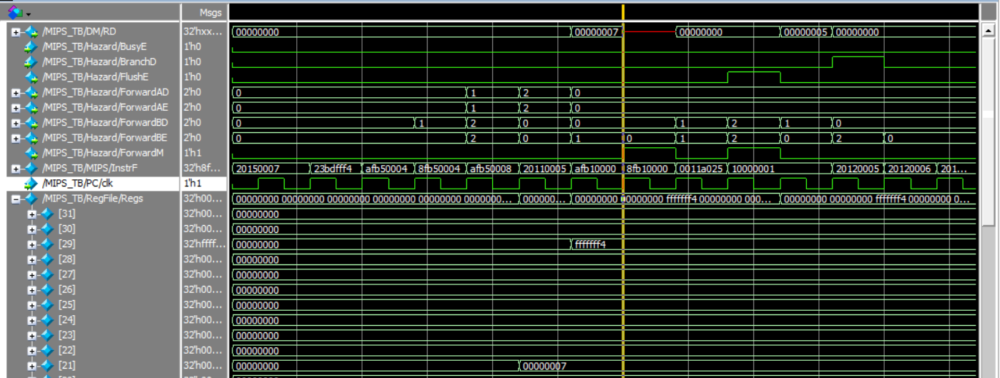 Msgs
/MIPS_TB/DM/RD 32'hxx... 00000000 00000007 00000000 00000005 00000000
/MIPS_TB/Hazard/BusyE 1'h0
/MIPS_TB/Hazard/BranchD 1'h0
/MIPS_TB/Hazard/FlushE 1'h0
/MIPS_TB/Hazard/ForwardAD 2'h0 0 1 2 0
/MIPS_TB/Hazard/ForwardAE 2'h0 0 1 2 0
/MIPS_TB/Hazard/ForwardBD 2'h0 0 1 2 0 0 1 2 1 0
/MIPS_TB/Hazard/ForwardBE 2'h0 0 2 0 1 0 1 2 0 2 0
/MIPS_TB/Hazard/ForwardM 1'h1
/MIPS_TB/MIPS/InstrF 32'h8f... 20150007 23bdfff4 afb50004 8fb50004 afb50008 20110005 afb10000 8fb10000 0011a025 10000001 20120005 20120006 201...
/MIPS_TB/PC/clk 1'h1
/MIPS_TB/RegFile/Regs 32'h00... 00000000 00000000 00000000 00000000 00000000 0000000... 000000... 00000000 00000000 fffffff4 00000000 000... 00000000 00000000 fffffff4 00000000 0...
[31] 32'h00... 00000000
[30] 32'h00... 00000000
[29] 32'hffff... 00000000 fffffff4
[28] 32'h00... 00000000
[27] 32'h00... 00000000
[26] 32'h00... 00000000
[25] 32'h00... 00000000
[24] 32'h00... 00000000
[23] 32'h00... 00000000
[22] 32'h00... 00000000
[21] 32'h00... 00000000 00000007